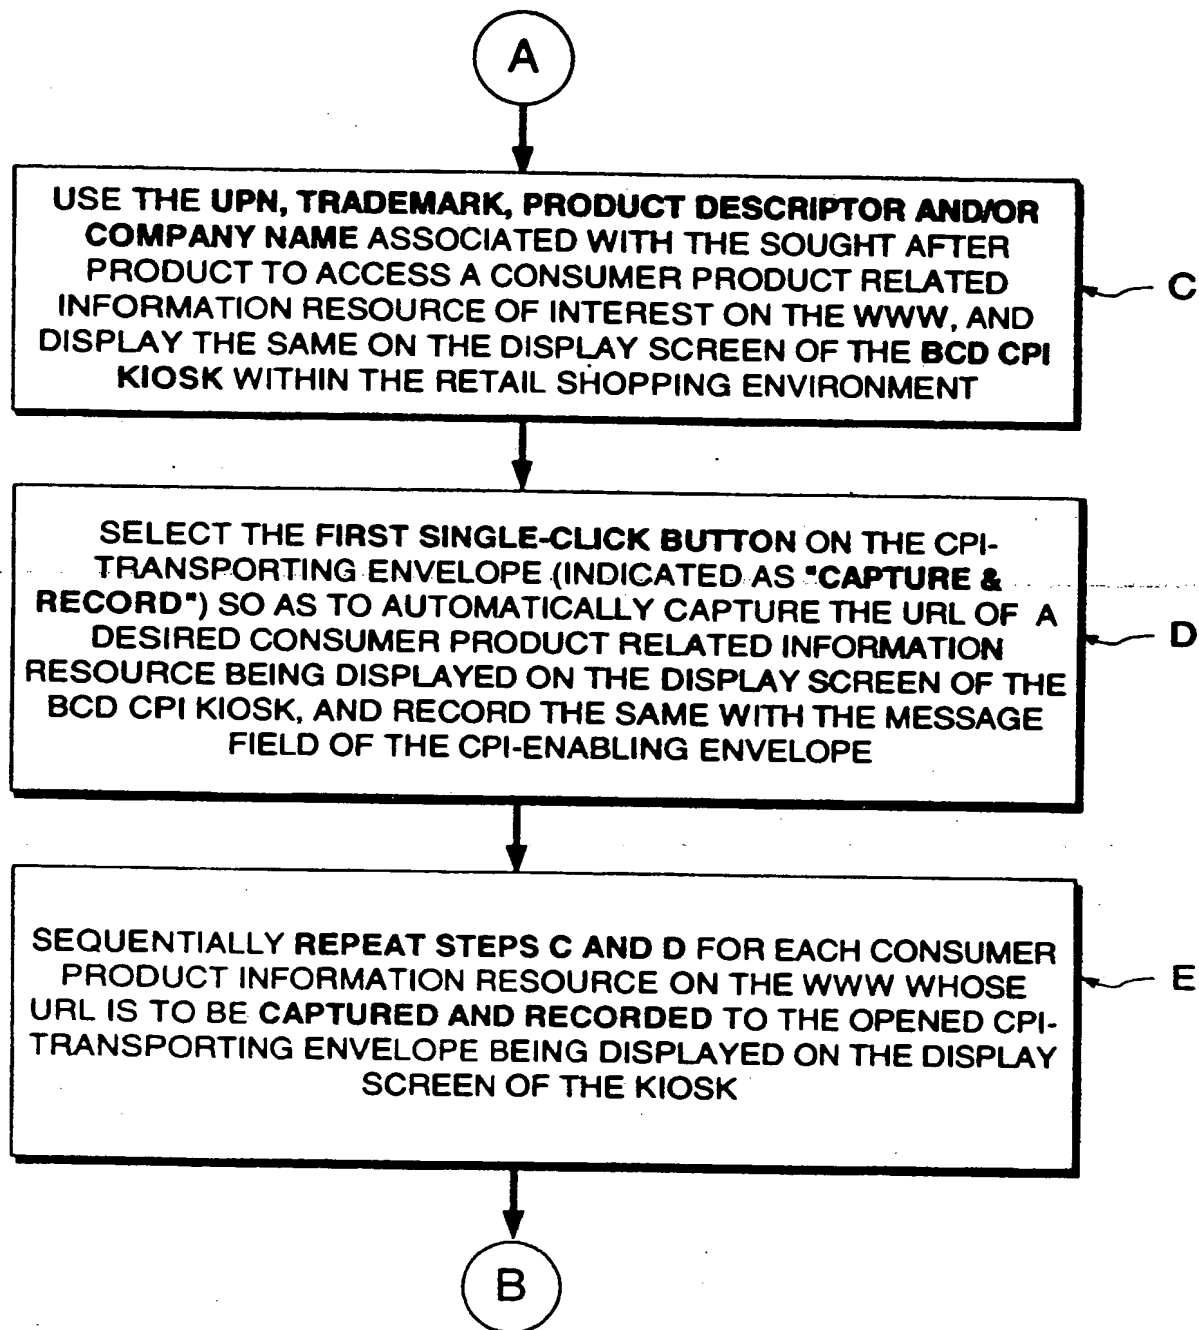 A
USE THE UPN, TRADEMARK, PRODUCT DESCRIPTOR AND/OR
COMPANY NAME ASSOCIATED WITH THE SOUGHT AFTER
PRODUCT TO ACCESS A CONSUMER PRODUCT RELATED
INFORMATION RESOURCE OF INTEREST ON THE WWW, AND
DISPLAY THE SAME ON THE DISPLAY SCREEN OF THE BCD CPI
KIOSK WITHIN THE RETAIL SHOPPING ENVIRONMENT
C
SELECT THE FIRST SINGLE-CLICK BUTTON ON THE CPI-
TRANSPORTING ENVELOPE (INDICATED AS "CAPTURE &
RECORD") SO AS TO AUTOMATICALLY CAPTURE THE URL OF A
DESIRED CONSUMER PRODUCT RELATED INFORMATION
RESOURCE BEING DISPLAYED ON THE DISPLAY SCREEN OF THE
BCD CPI KIOSK, AND RECORD THE SAME WITH THE MESSAGE
FIELD OF THE CPI-ENABLING ENVELOPE
D
SEQUENTIALLY REPEAT STEPS C AND D FOR EACH CONSUMER
PRODUCT INFORMATION RESOURCE ON THE WWW WHOSE
URL IS TO BE CAPTURED AND RECORDED TO THE OPENED CPI-
TRANSPORTING ENVELOPE BEING DISPLAYED ON THE DISPLAY
SCREEN OF THE KIOSK
E
B